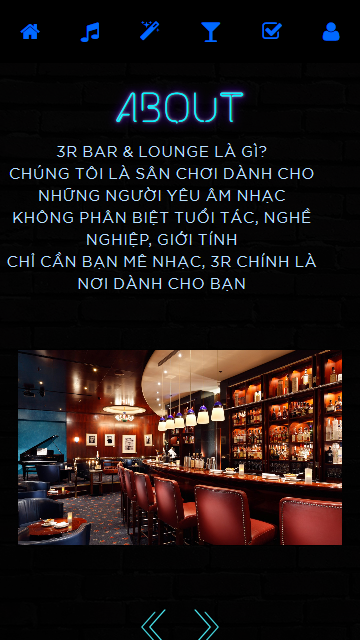 ABOUT
3R BAR & LOUNGE LÀ GÌ?
CHÚNG TÔI LÀ SÂN CHƠI DÀNH CHO
NHỮNG NGƯỜI YÊU ÂM NHẠC
KHÔNG PHÂN BIỆT TUỔI TÁC, NGHỀ
NGHIỆP, GIỚI TÍNH
CHỈ CẦN BẠN MÊ NHẠC, 3R CHÍNH LÀ
NƠI DÀNH CHO BẠN